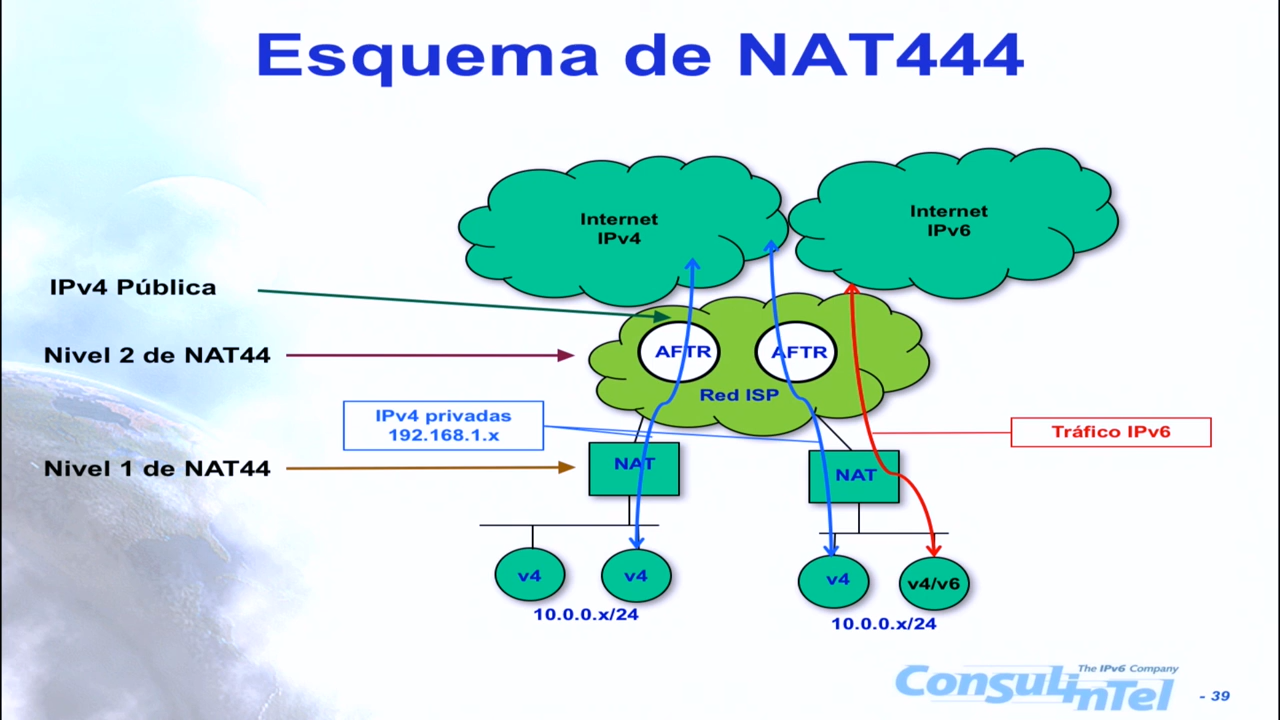 Esquema de NAT444
Internet
IPv4
Internet
IPv6
IPv4 Pública
Nivel 2 de NAT44
AFTR
AFTR
Red ISP
IPv4 privadas
192.168.1.x
Tráfico IPv6
Nivel 1 de NAT44
NAT
NAT
v4
v4
v4
v4/v6
10.0.0.x/24
10.0.0.x/24
The IPv6 Company
ConsulinTel
- 39